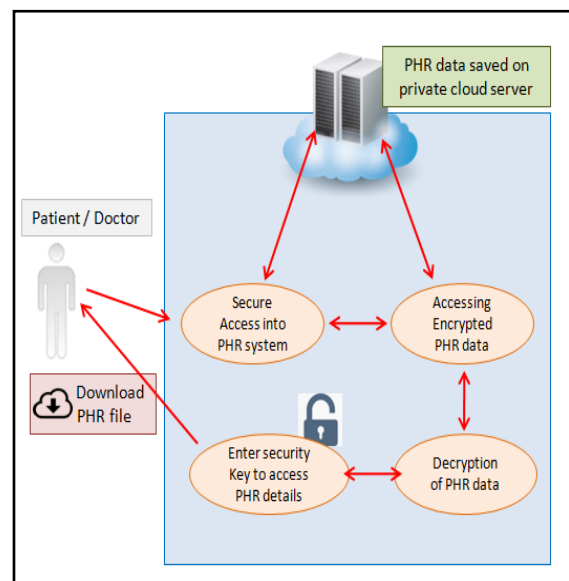 PHR data saved on
private cloud server
Patient / Doctor
Secure
Access into
PHR system
Accessing
Encrypted
PHR data
Download
PHR file
Enter security
Key to access
PHR details
Decryption
of PHR data